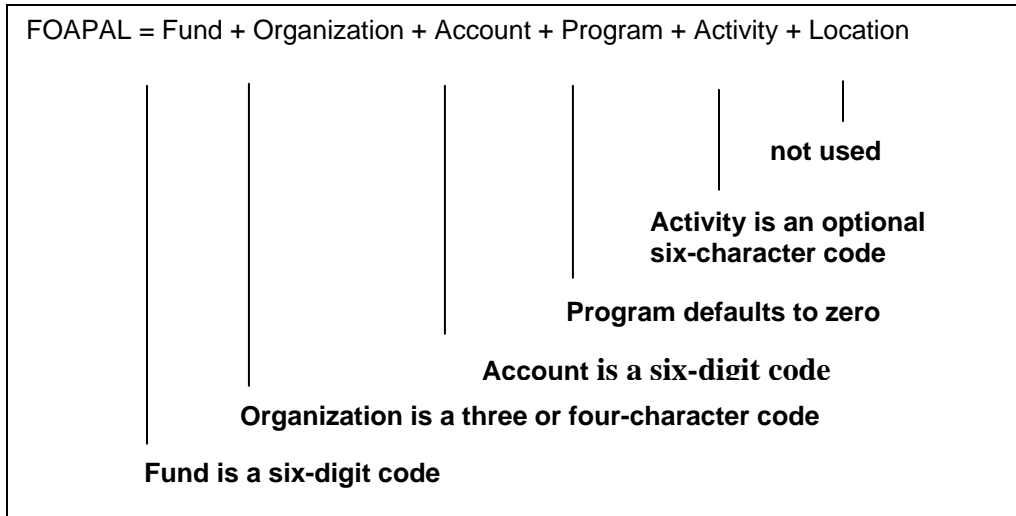 FOAPAL = Fund + Organization + Account + Program + Activity + Location
not used
Activity is an optional
six-character code
Program defaults to zero
Account is a six-digit code
Organization is a three or four-character code
Fund is a six-digit code